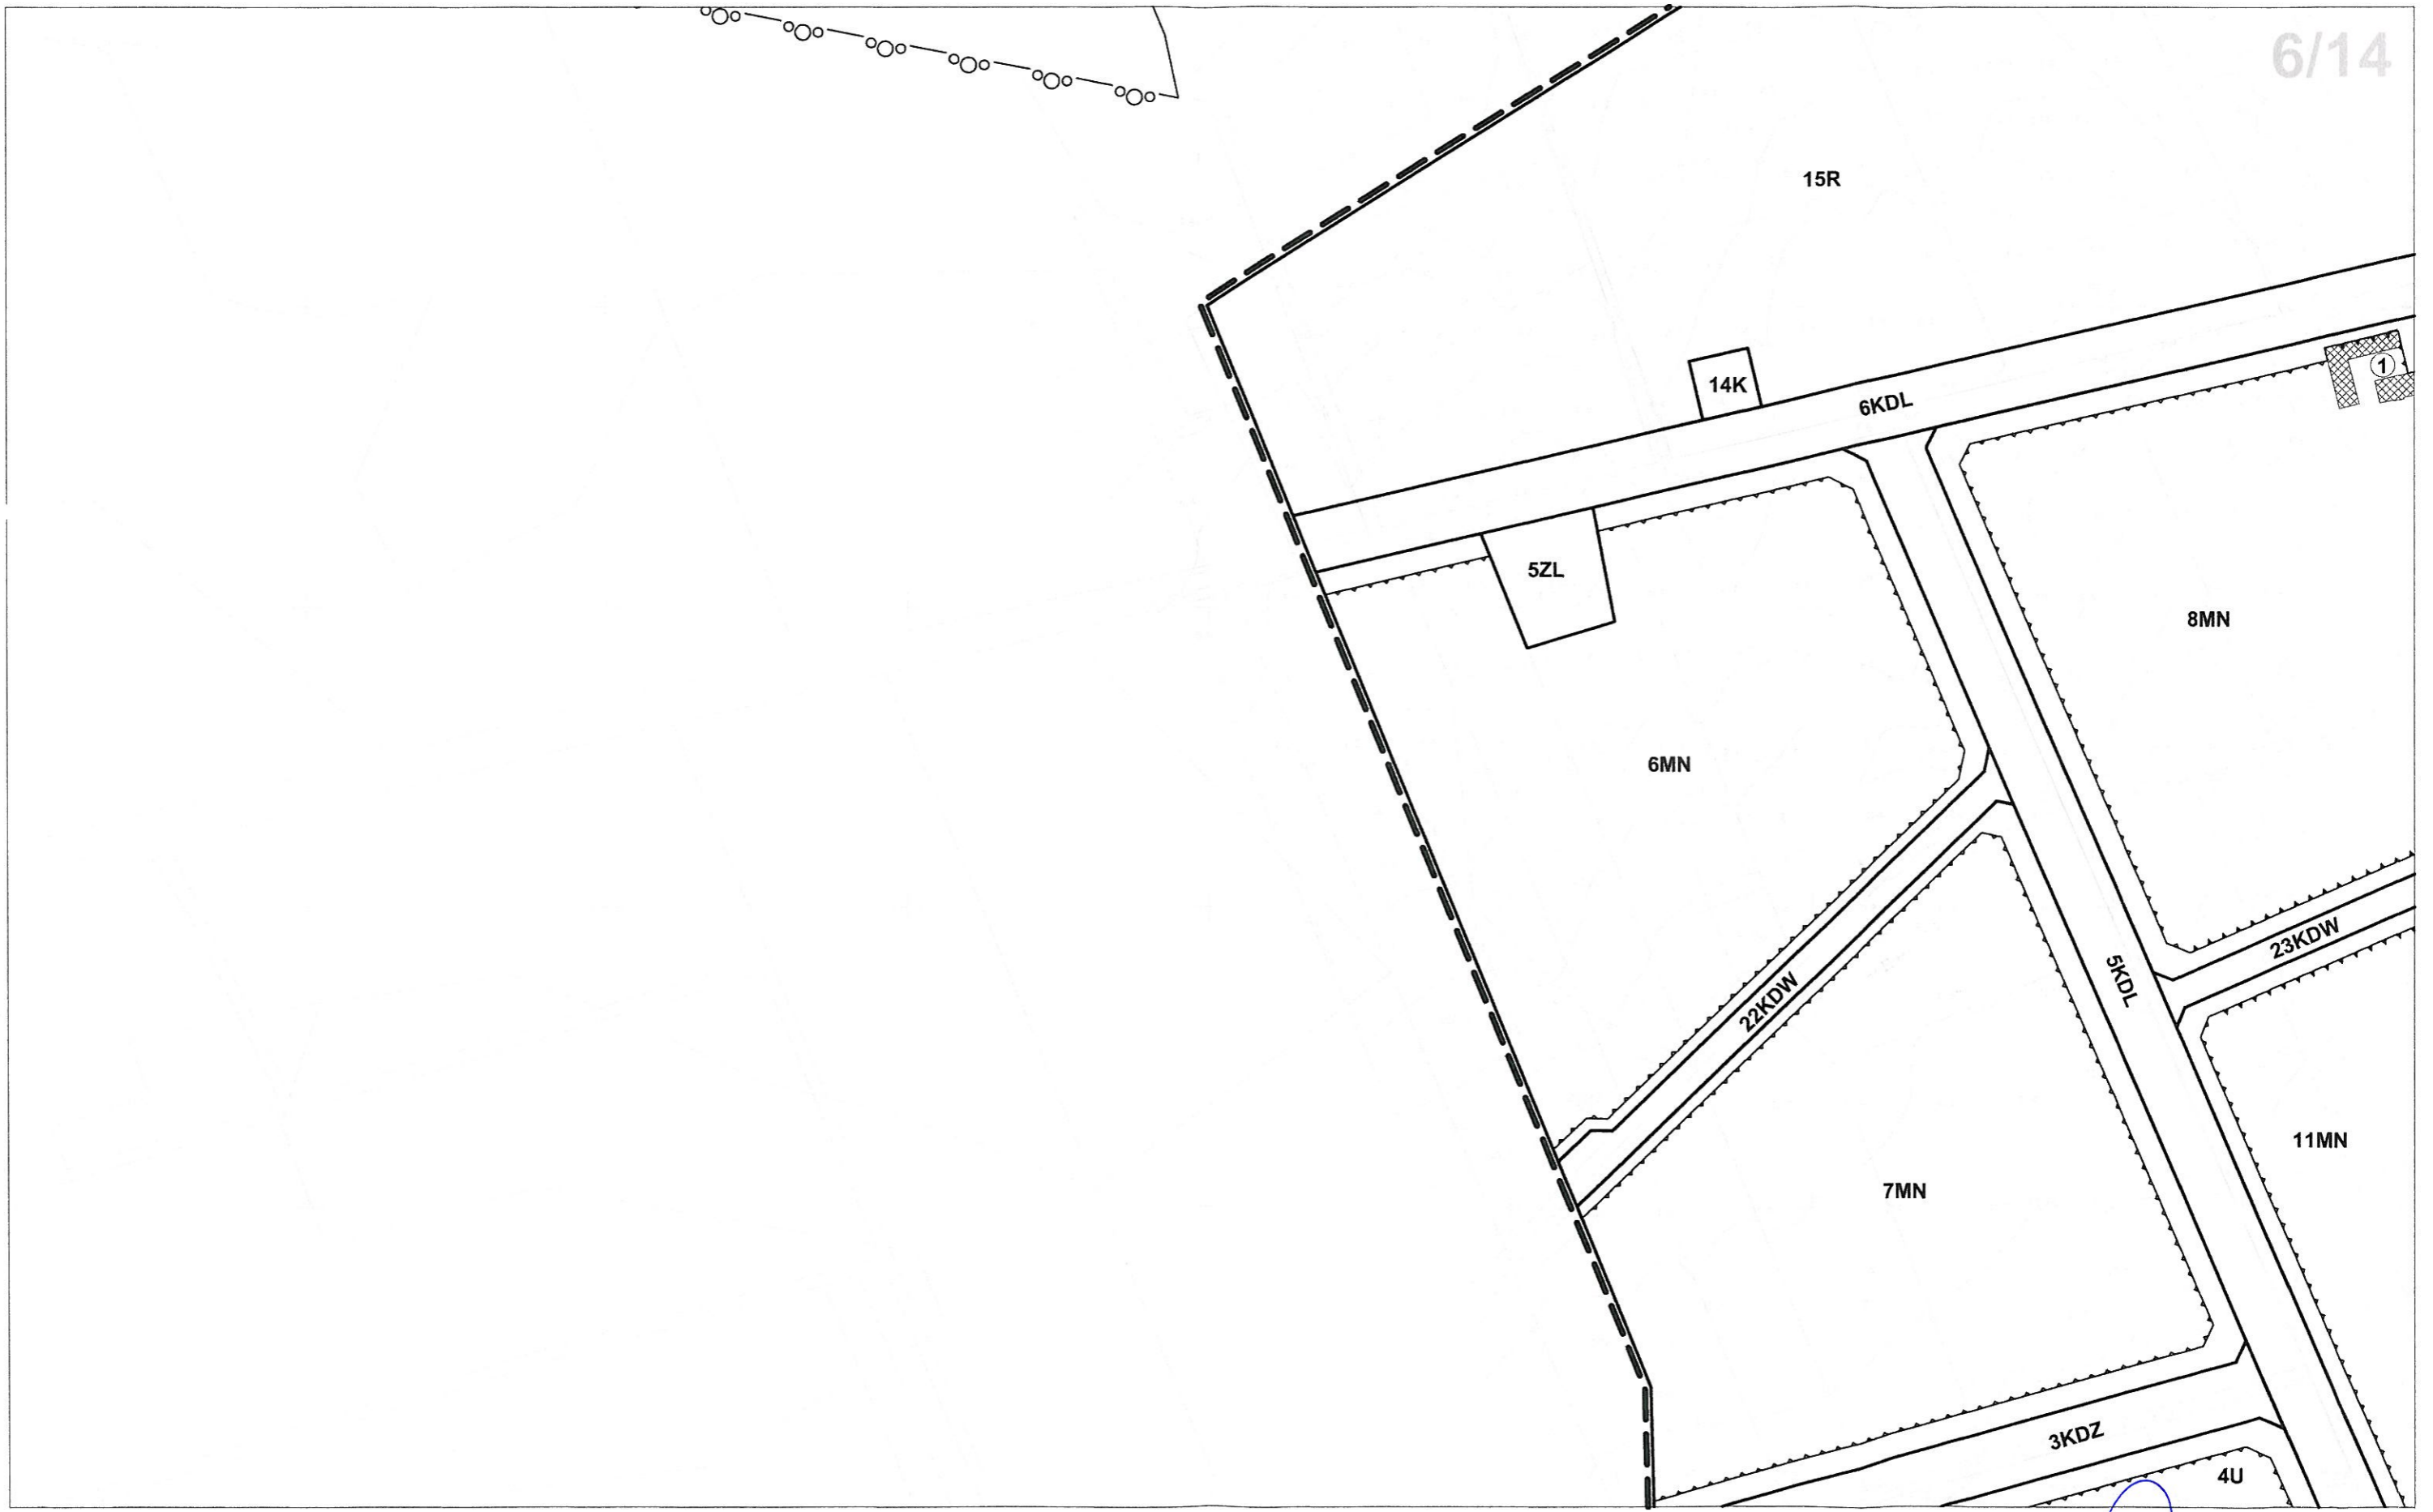 6/14
15R
14K
6KDL
1
5ZL
8MN
6MN
23KDW
5KDL
22KDW
11MN
7MN
3KDZ
4U